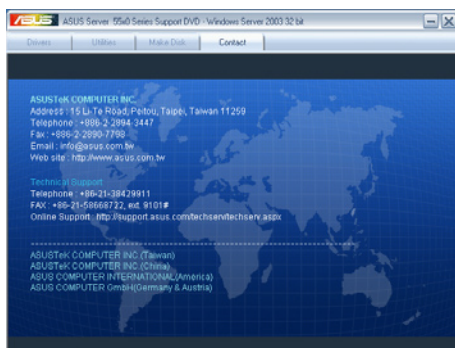 ASUS ASUS Server 55x0 Series Support DVD - Windows Server 2003 32 bit
Drivers Utilities Make Disk Contact
ASUSTeK COMPUTER INC.
Address : 15 Li-Te Road, Peitou, Taipei, Taiwan 11259
Telephone : +886-2-2894-3447
Fax : +886-2-2890-7798
Email : info@asus.com.tw
Web site : http://www.asus.com.tw
Technical Support
Telephone : +86-21-38429911
FAX : +86-21-58668722, ext. 9101#
Online Support : http://support.asus.com/techserv/techserv.aspx
ASUSTeK COMPUTER INC.(Taiwan)
ASUSTeK COMPUTER INC.(China)
ASUS COMPUTER INTERNATIONAL(America)
ASUS COMPUTER GmbH(Germany & Austria)